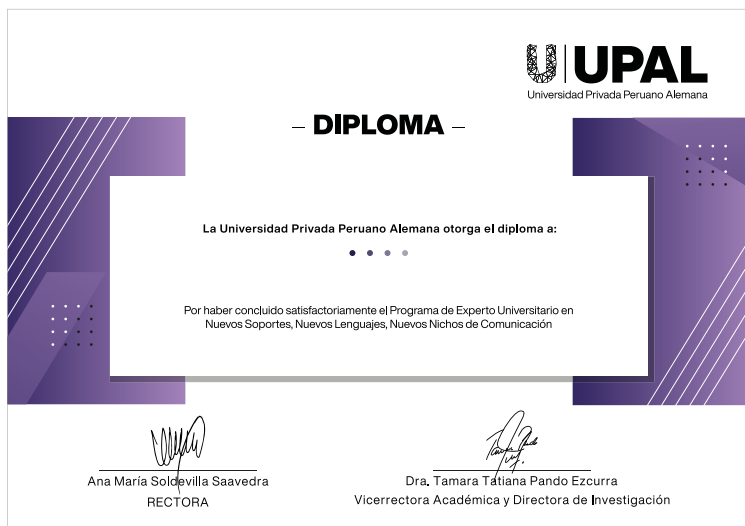 UPAL
Universidad Privada Peruano Alemana
– DIPLOMA –
La Universidad Privada Peruano Alemana otorga el diploma a:
Por haber concluido satisfactoriamente el Programa de Experto Universitario en
Nuevos Soportes, Nuevos Lenguajes, Nuevos Nichos de Comunicación
Ana María Soldevilla Saavedra
RECTORA
Dra. Tamara Tatiana Pando Ezcurra
Vicerrectora Académica y Directora de Investigación